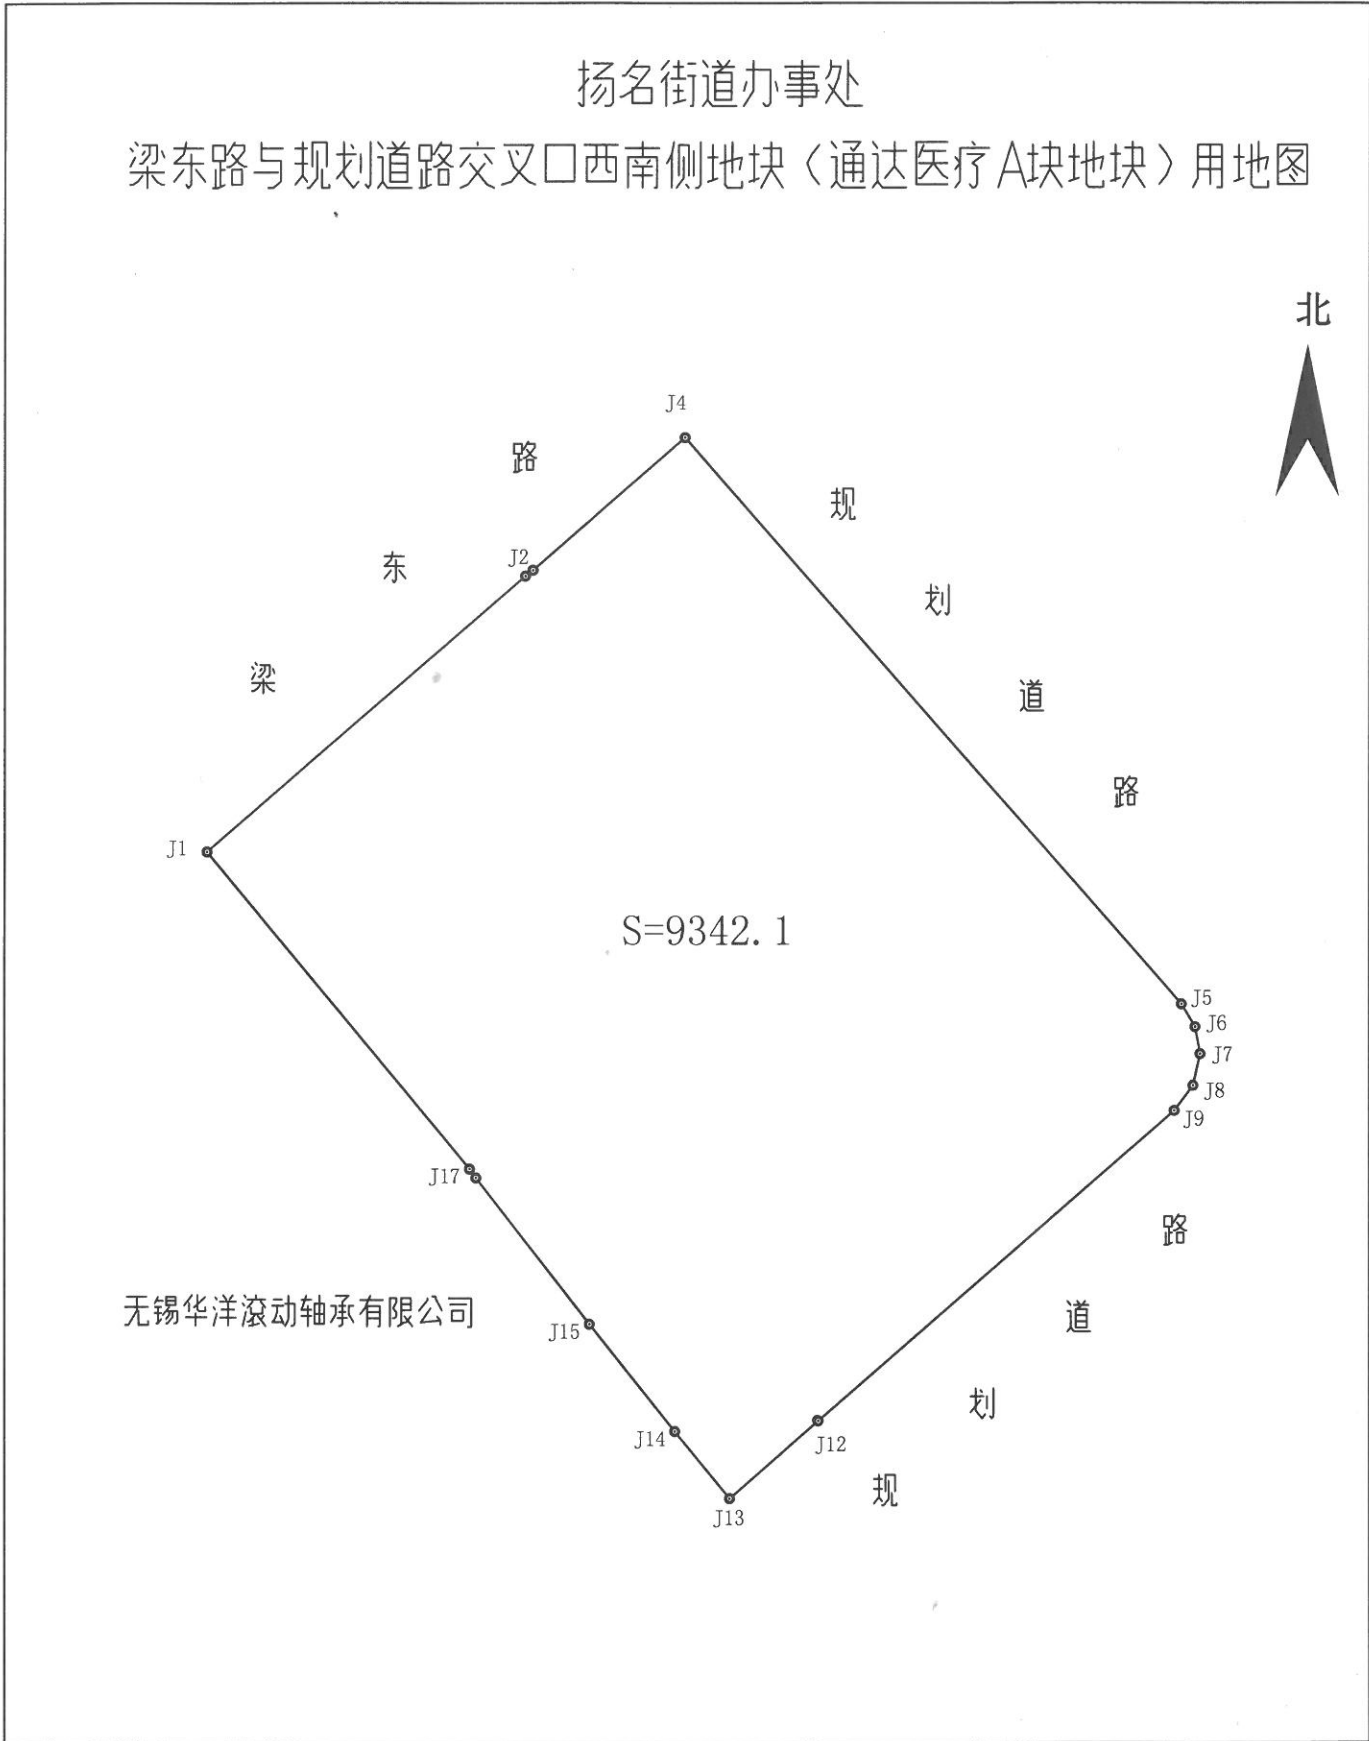 扬名街道办事处
梁东路与规划道路交叉口西南侧地块（通达医疗A块地块）用地图
北
J4
路
规
J2
东
划
梁
道
路
J1
S=9342.1
J5
J6
J7
J8
J9
J17
路
无锡华洋滚动轴承有限公司
道
J15
划
J14
J12
规
J13